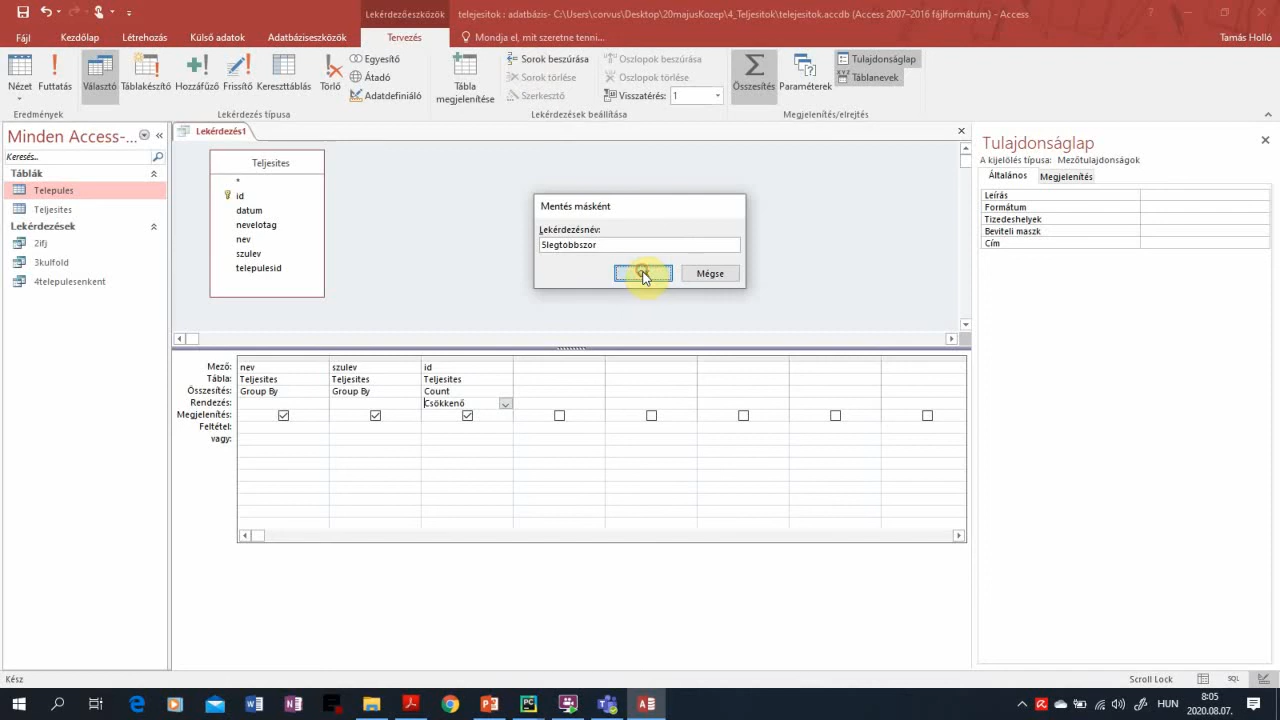 Lekérdezéseszközök
telejesitok : adatbázis- C:\Users\corvus\Desktop\20majusKozep\4_Teljesitok\telejesitok.accdb (Access 2007–2016 fájlformátum) - Access
?
Fájl
Kezdőlap
Létrehozás
Külső adatok
Adatbáziseszközök
Tervezés
Mondja el, mit szeretne tenni...
Tamás Holló
Nézet
Futtatás
Választó
Táblakészítő
Hozzáfűző
Frissítő
Kereszttáblás
Törlő
Egyesítő
Átadó
Adatdefiniáló
Tábla
megjelenítése
Sorok beszúrása
Sorok törlése
Szerkesztő
Oszlopok beszúrása
Oszlopok törlése
Visszatérés: 1
Összesítés
Paraméterek
Tulajdonságlap
Táblanevek
Eredmények
Lekérdezés típusa
Lekérdezések beállítása
Megjelenítés/elrejtés
Minden Access-...
Keresés...
Táblák
Telepules
Teljesites
Lekérdezések
2ifj
3kulfold
4telepulesenkent
Lekérdezés1
Teljesites
*
id
datum
nevelotag
nev
szulev
telepulesid
Mentés másként
Lekérdezésnév:
5legtobbszor
Mégse
Mező: nev szulev id
Tábla: Teljesites Teljesites Teljesites
Összesítés: Group By Group By Count
Rendezés: Csökkenő
Megjelenítés:
Feltétel:
vagy:
Tulajdonságlap
A kijelölés típusa: Mezőtulajdonságok
Általános
Megjelenítés
Leírás
Formátum
Tizedeshelyek
Beviteli maszk
Cím
Kész
Scroll Lock
SQL
HUN
8:05
2020.08.07.